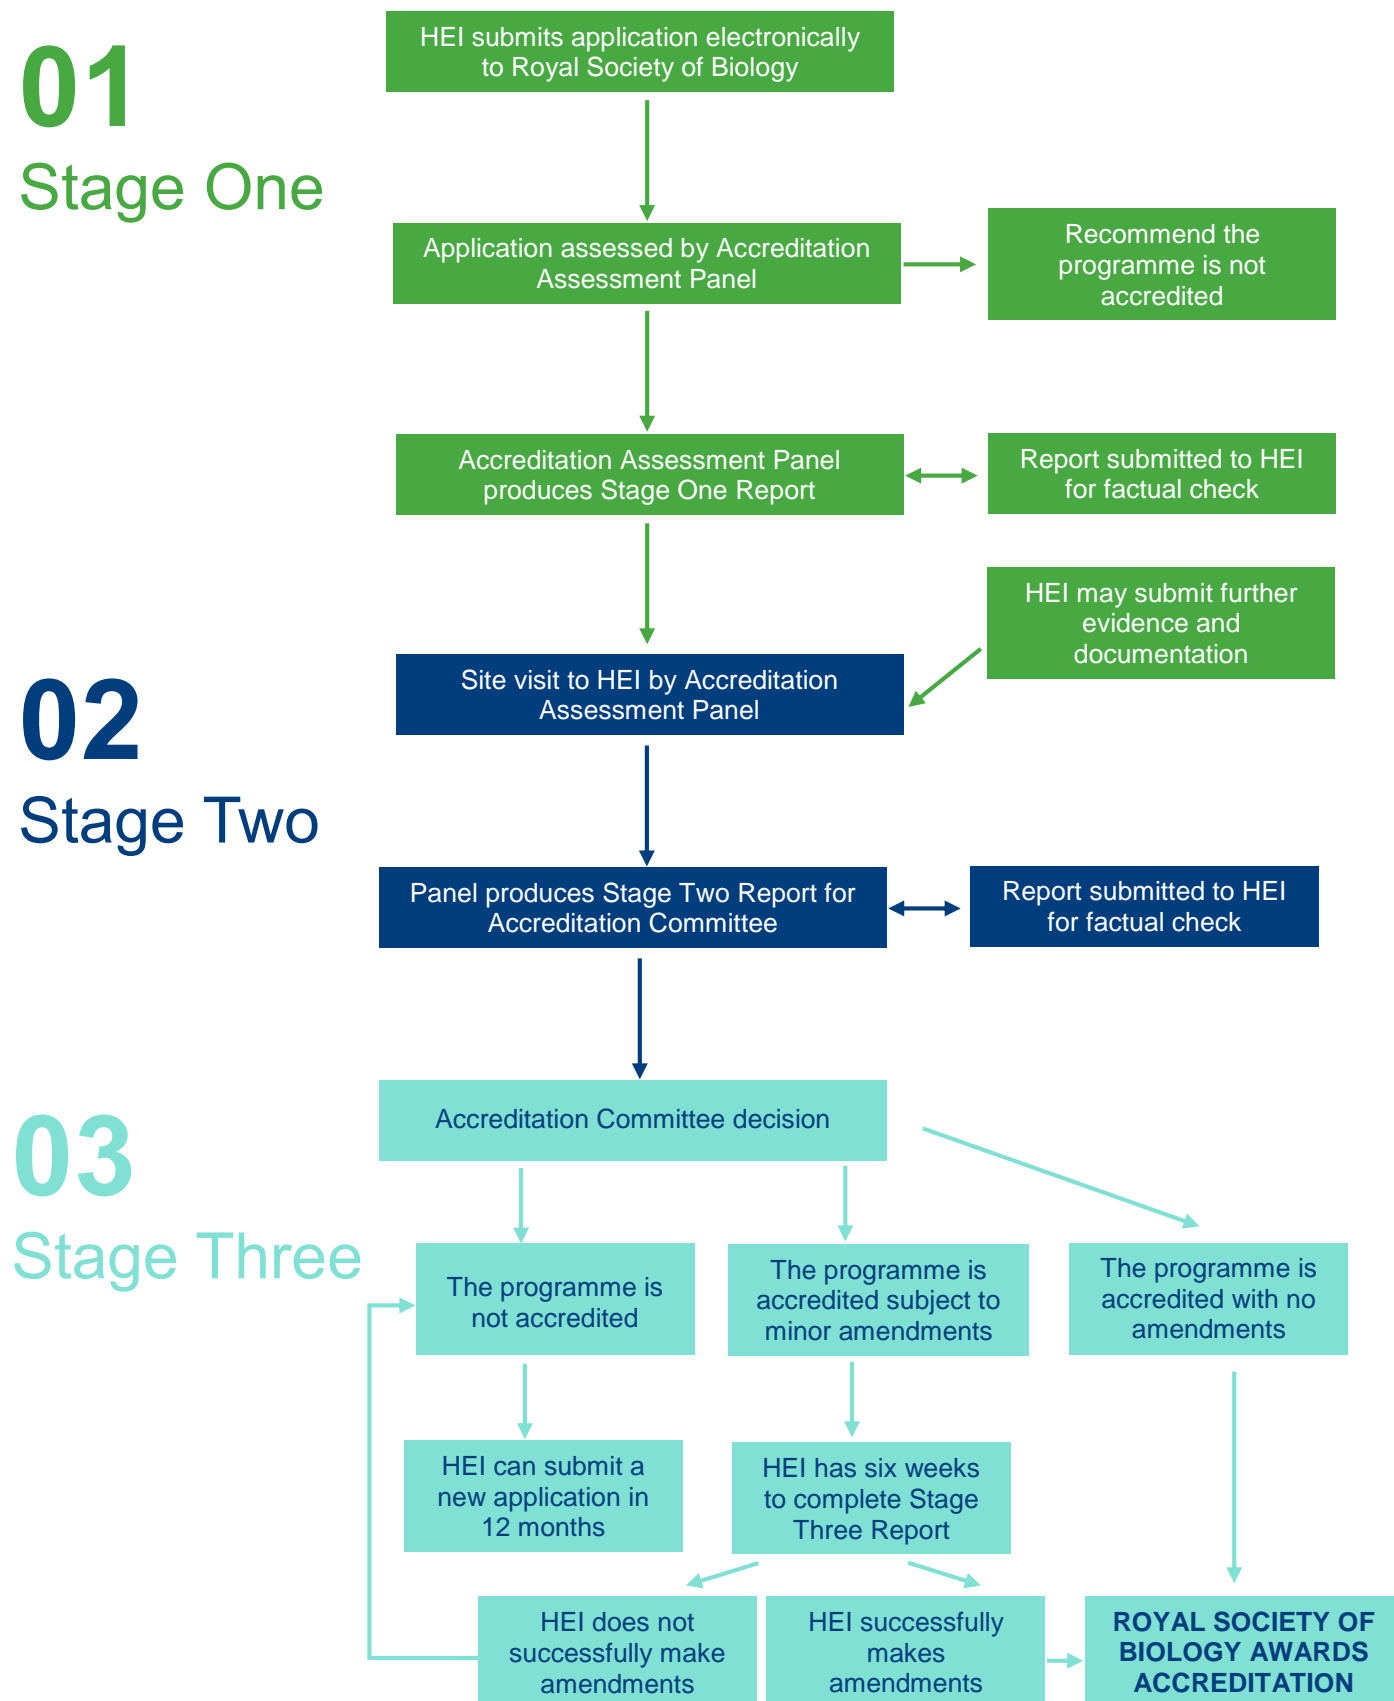 01
Stage One
HEI submits application electronically
to Royal Society of Biology
Application assessed by Accreditation
Assessment Panel
Recommend the
programme is not
accredited
Accreditation Assessment Panel
produces Stage One Report
Report submitted to HEI
for factual check
HEI may submit further
evidence and
documentation
02
Stage Two
Site visit to HEI by Accreditation
Assessment Panel
Panel produces Stage Two Report for
Accreditation Committee
Report submitted to HEI
for factual check
03
Stage Three
Accreditation Committee decision
The programme is
not accredited
The programme is
accredited subject to
minor amendments
The programme is
accredited with no
amendments
HEI can submit a
new application in
12 months
HEI has six weeks
to complete Stage
Three Report
HEI does not
successfully make
amendments
HEI successfully
makes
amendments
ROYAL SOCIETY OF
BIOLOGY AWARDS
ACCREDITATION